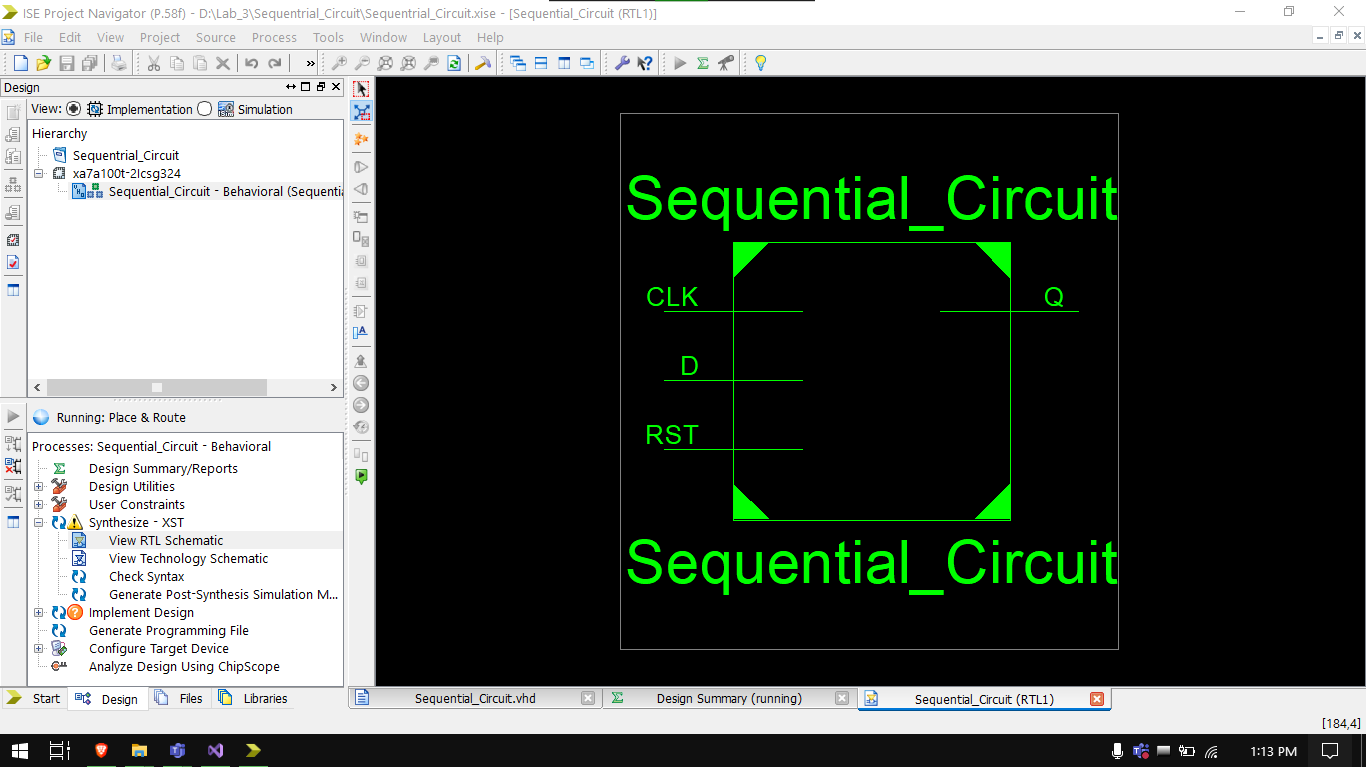 ISE Project Navigator (P.58f) - D:\Lab_3\Sequentrial_Circuit\Sequentrial_Circuit.xise - [Sequential_Circuit (RTL1)]
File Edit View Project Source Process Tools Window Layout Help
Design
View: Implementation Simulation
Hierarchy
Sequentrial_Circuit
xa7a100t-2Icsg324
Sequential_Circuit - Behavioral (Sequenti
Running: Place & Route
Processes: Sequential_Circuit - Behavioral
Design Summary/Reports
Design Utilities
User Constraints
Synthesize - XST
View RTL Schematic
View Technology Schematic
Check Syntax
Generate Post-Synthesis Simulation M...
Implement Design
Generate Programming File
Configure Target Device
Analyze Design Using ChipScope
Start Design Files Libraries
Sequential_Circuit
CLK
D
RST
Q
Sequential_Circuit
Sequential_Circuit.vhd Design Summary (running) Sequential_Circuit (RTL1)
[184,4]
1:13 PM